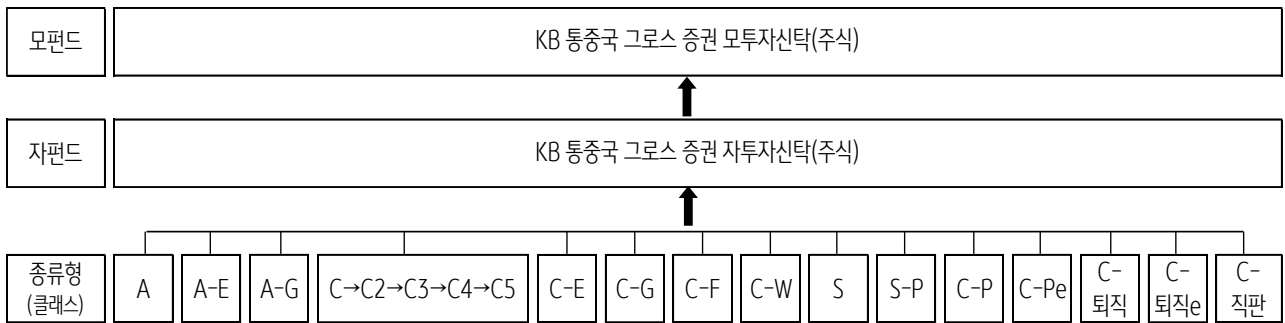 모펀드
KB 통중국 그로스 증권 모투자신탁(주식)
자펀드
KB 통중국 그로스 증권 자투자신탁(주식)
종류형
(클래스)
A
A-E
A-G
C→C2→C3→C4→C5
C-E
C-G
C-F
C-W
S
S-P
C-P
C-Pe
C-
퇴직
C-
퇴직e
C-
직판